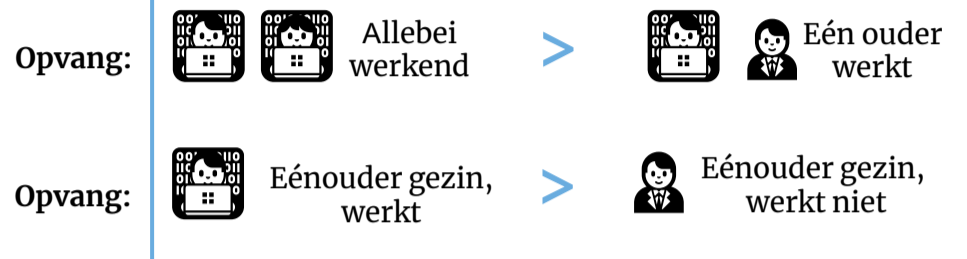 Opvang:
Allebei
werkend
>
Eén ouder
werkt
Opvang:
Eénouder gezin,
werkt
>
Eénouder gezin,
werkt niet